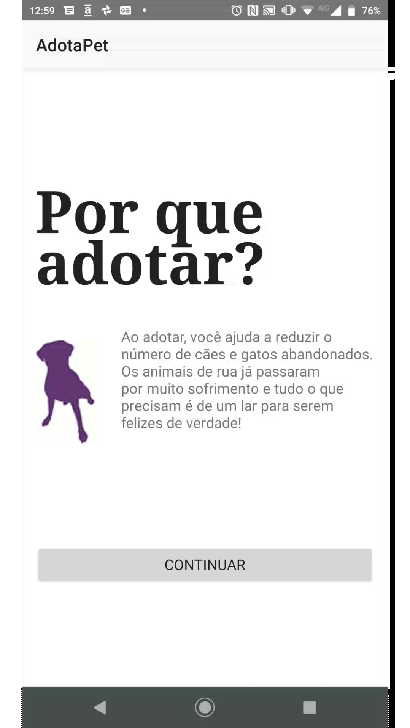 12:59
4G
76%
AdotaPet
Por que
adotar?
Ao adotar, você ajuda a reduzir o
número de cães e gatos abandonados.
Os animais de rua já passaram
por muito sofrimento e tudo o que
precisam é de um lar para serem
felizes de verdade!
CONTINUAR